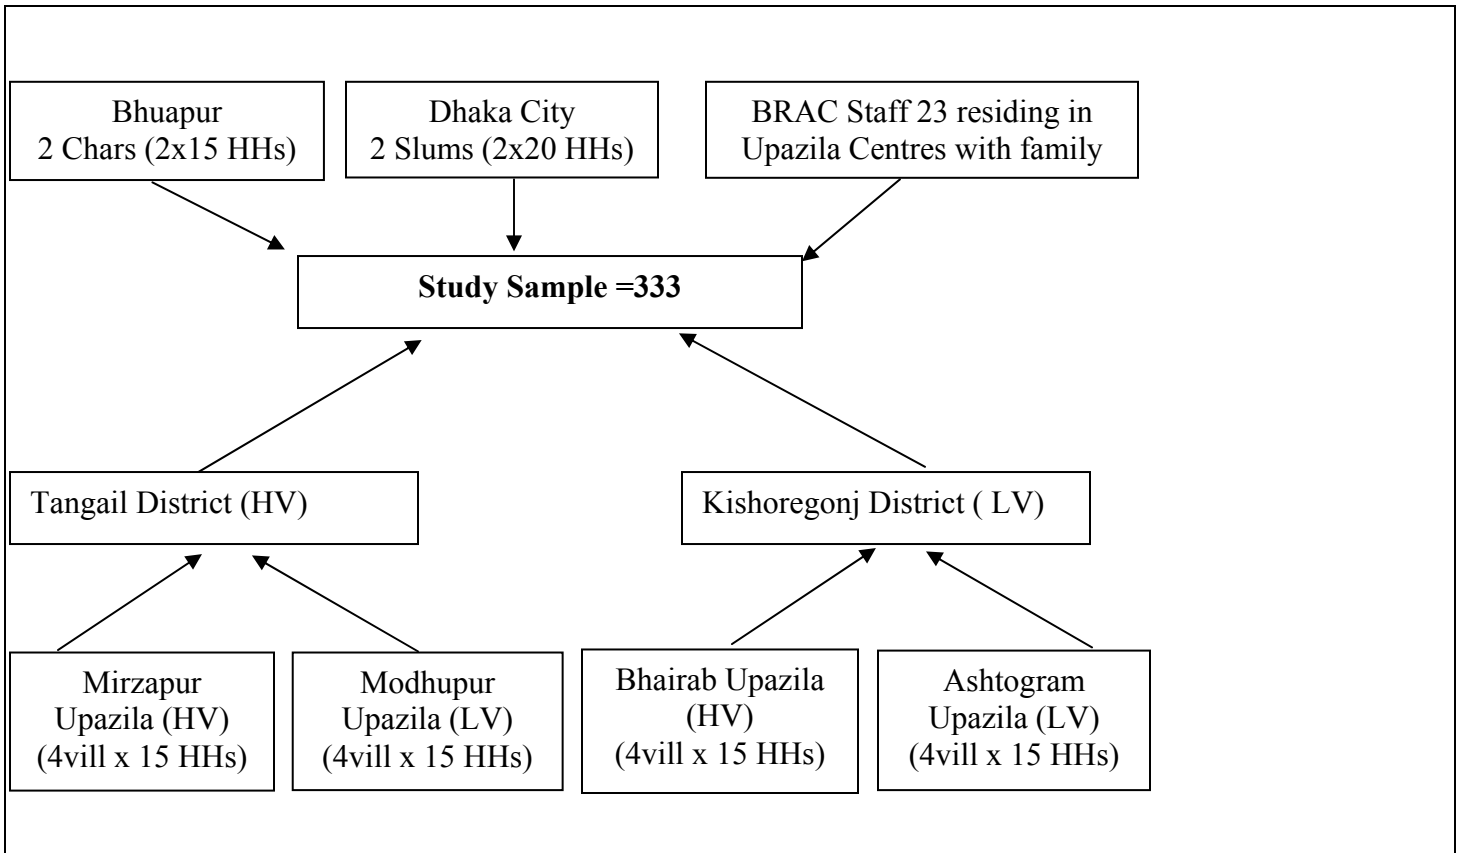 Bhuapur
2 Chars (2x15 HHs)
Dhaka City
2 Slums (2x20 HHs)
BRAC Staff 23 residing in
Upazila Centres with family
Study Sample =333
Tangail District (HV)
Kishoregonj District ( LV)
Mirzapur
Upazila (HV)
(4vill x 15 HHs)
Modhupur
Upazila (LV)
(4vill x 15 HHs)
Bhairab Upazila
(HV)
(4vill x 15 HHs)
Ashtogram
Upazila (LV)
(4vill x 15 HHs)